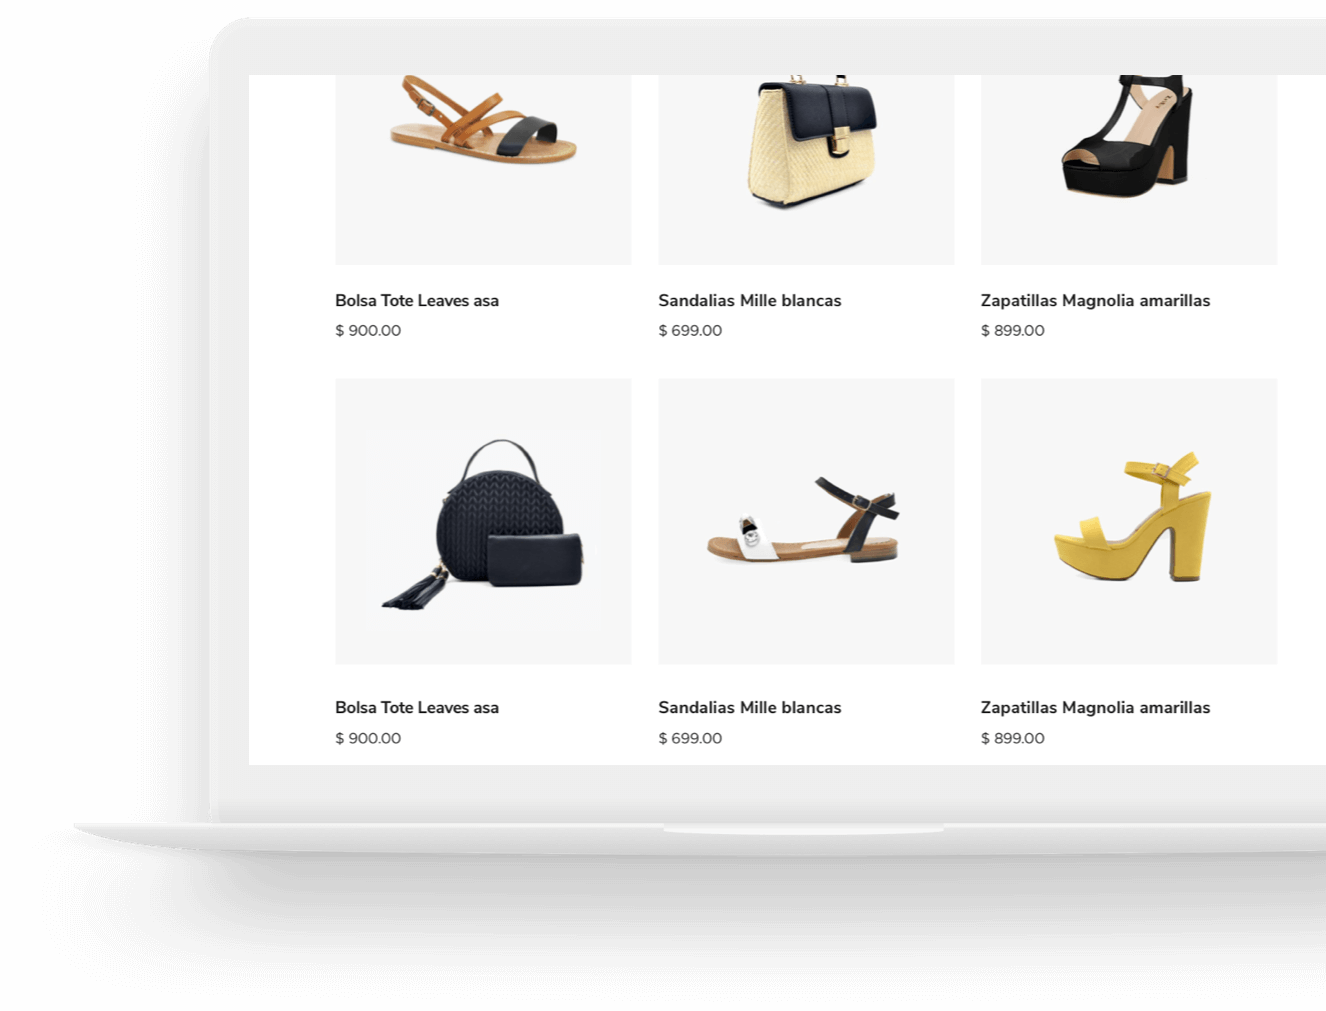 Bolsa Tote Leaves asa
$ 900.00
Sandalias Mille blancas
$ 699.00
Zapatillas Magnolia amarillas
$ 899.00
Bolsa Tote Leaves asa
$ 900.00
Sandalias Mille blancas
$ 699.00
Zapatillas Magnolia amarillas
$ 899.00